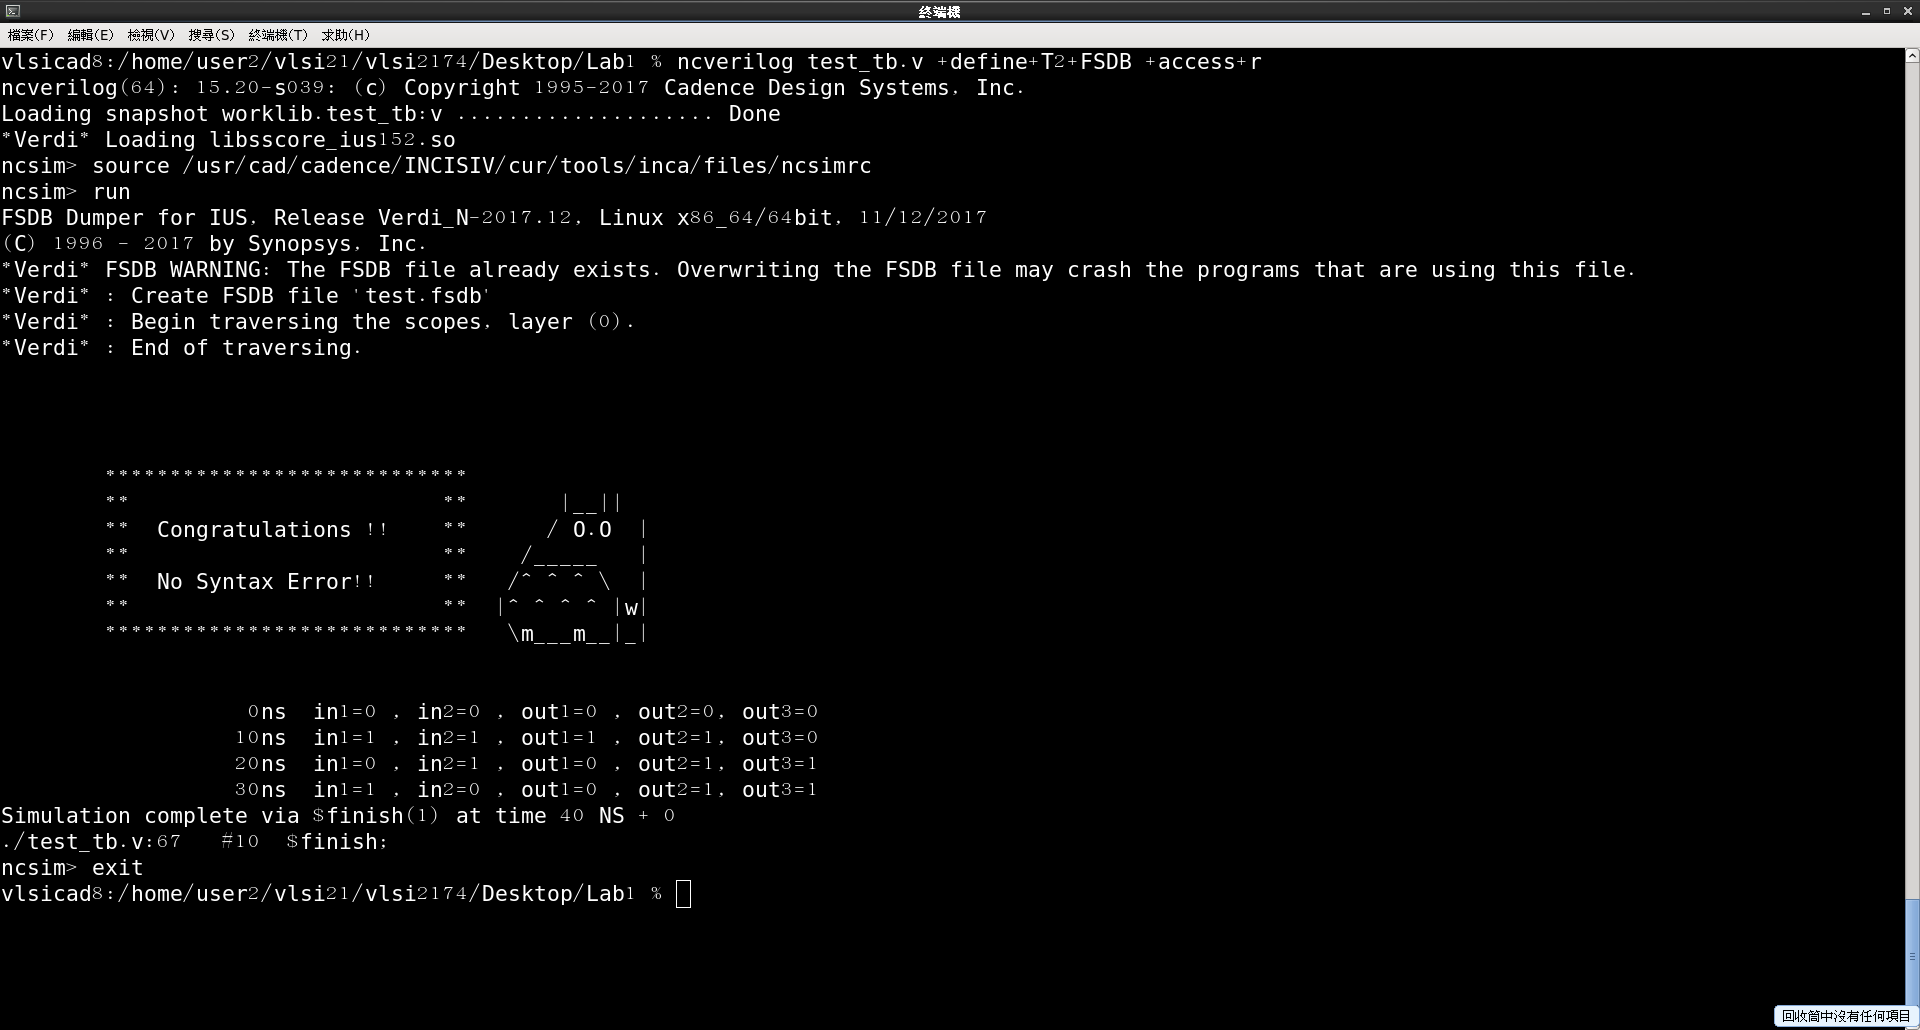 終端機
檔案(F) 編輯(E) 檢視(V) 搜尋(S) 終端機(T) 求助(H)
vlsicad8:/home/user2/vlsi21/vlsi2174/Desktop/Lab1 % ncverilog test_tb.v +define+T2+FSDB +access+r
ncverilog(64): 15.20-s039: (c) Copyright 1995-2017 Cadence Design Systems, Inc.
Loading snapshot worklib.test_tb:v .................... Done
*Verdi* Loading libsscore_ius152.so
ncsim> source /usr/cad/cadence/INCISIV/cur/tools/inca/files/ncsimrc
ncsim> run
FSDB Dumper for IUS, Release Verdi_N-2017.12, Linux x86_64/64bit, 11/12/2017
(C) 1996 - 2017 by Synopsys, Inc.
*Verdi* FSDB WARNING: The FSDB file already exists. Overwriting the FSDB file may crash the programs that are using this file.
*Verdi* : Create FSDB file 'test.fsdb'
*Verdi* : Begin traversing the scopes, layer (0).
*Verdi* : End of traversing.
        ****************************
        **                        **       |__||
        **  Congratulations !!    **      / O.O  |
        **                        **    /_____   |
        **  No Syntax Error!!     **   /^ ^ ^ \  |
        **                        **  |^ ^ ^ ^ |w|
        ****************************   \m___m__|_|
                   0ns  in1=0 , in2=0 , out1=0 , out2=0, out3=0
                  10ns  in1=1 , in2=1 , out1=1 , out2=1, out3=0
                  20ns  in1=0 , in2=1 , out1=0 , out2=1, out3=1
                  30ns  in1=1 , in2=0 , out1=0 , out2=1, out3=1
Simulation complete via $finish(1) at time 40 NS + 0
./test_tb.v:67   #10  $finish;
ncsim> exit
vlsicad8:/home/user2/vlsi21/vlsi2174/Desktop/Lab1 %
回收筒中沒有任何項目